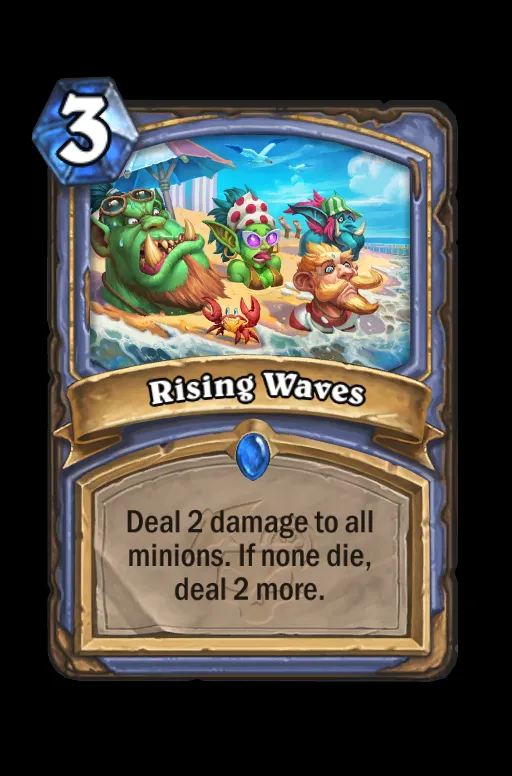 3
Rising Waves
Deal 2 damage to all
minions. If none die,
deal 2 more.